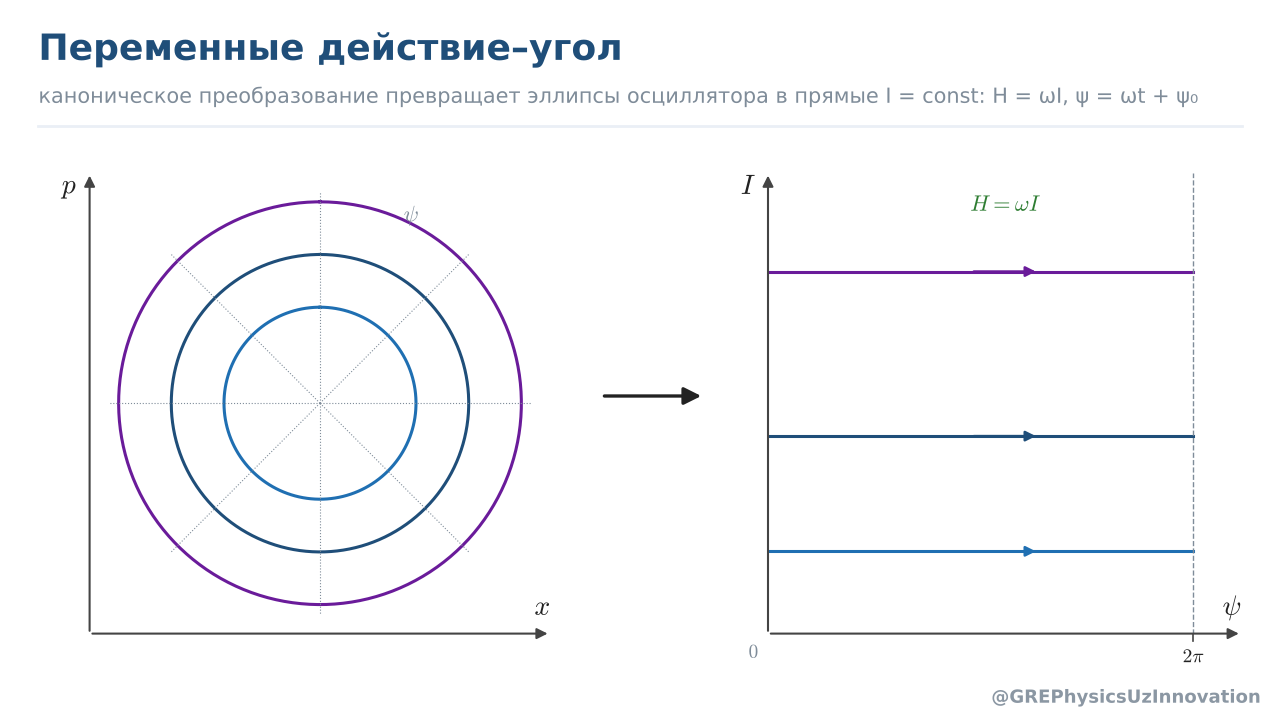 Переменные действие–угол
каноническое преобразование превращает эллипсы осциллятора в прямые I = const: H = ωI, ψ = ωt + ψ₀
p
ψ
x
I
H = ωI
ψ
0
2π
@GREPhysicsUzInnovation